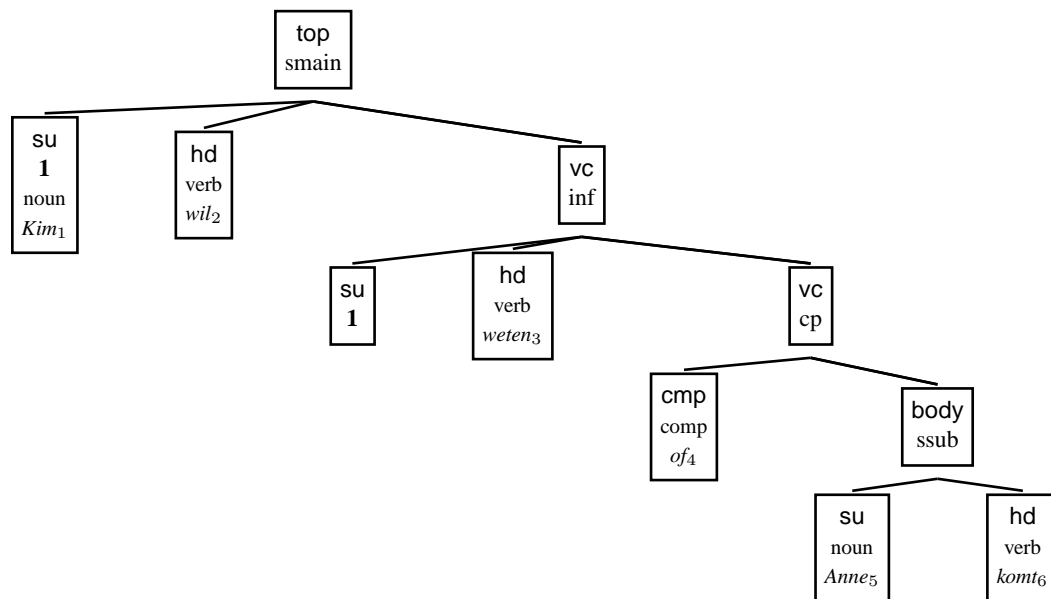 top
smain
su
1
noun
Kim1
hd
verb
wil2
vc
inf
su
1
hd
verb
weten3
vc
cp
cmp
comp
of4
body
ssub
su
noun
Anne5
hd
verb
komt6